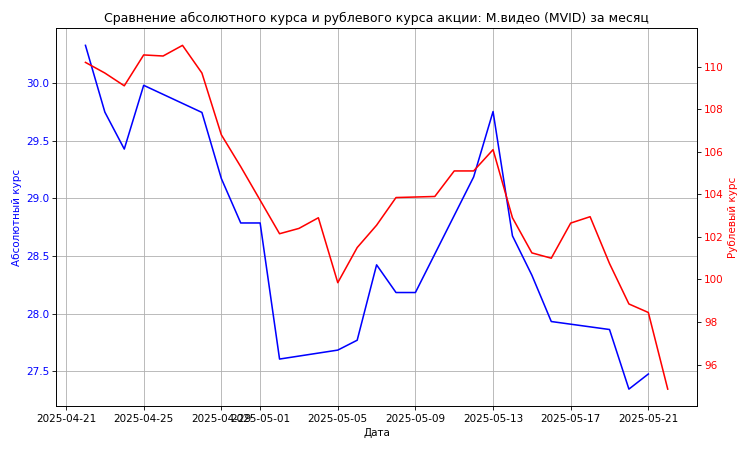 Сравнение абсолютного курса и рублевого курса акции: М.видео (MVID) за месяц
Абсолютный курс
30.0
29.5
29.0
28.5
28.0
27.5
110
108
106
104
102
100
98
96
Рублевый курс
2025-04-21 2025-04-25 2025-04-29 2025-05-01 2025-05-05 2025-05-09 2025-05-13 2025-05-17 2025-05-21
Дата